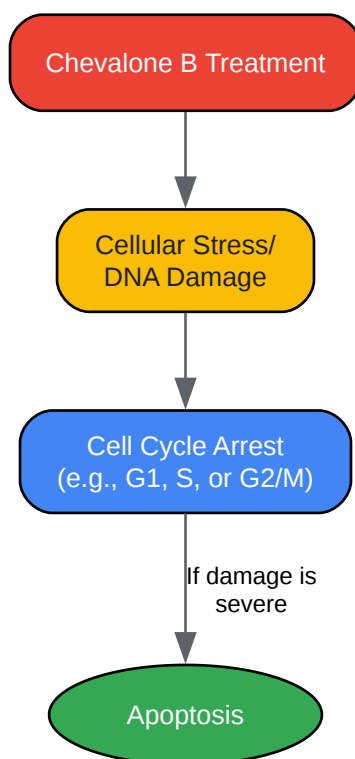 Chevalone B Treatment
Cellular Stress/
DNA Damage
Cell Cycle Arrest
(e.g., G1, S, or G2/M)
If damage is
severe
Apoptosis